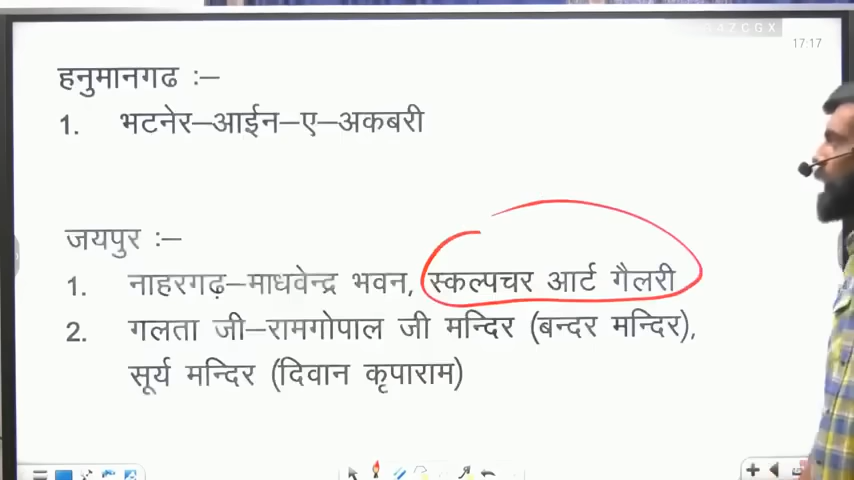 17:17
हनुमानगढ :–
1. भटनेर–आईन–ए–अकबरी
जयपुर :–
1. नाहरगढ़–माधवेन्द्र भवन, स्कल्पचर आर्ट गैलरी
2. गलता जी–रामगोपाल जी मन्दिर (बन्दर मन्दिर),
सूर्य मन्दिर (दिवान कृपाराम)